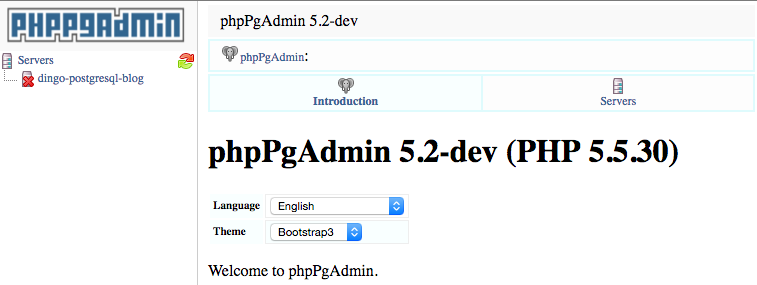 phpPgAdmin
Servers
dingo-postgresql-blog
phpPgAdmin 5.2-dev
phpPgAdmin:
Introduction
Servers
phpPgAdmin 5.2-dev (PHP 5.5.30)
Language English
Theme Bootstrap3
Welcome to phpPgAdmin.